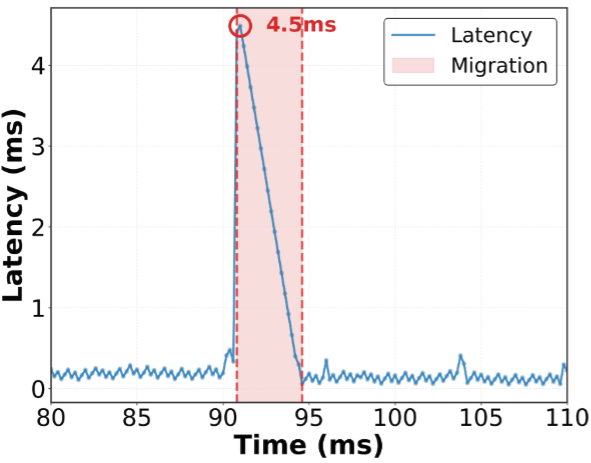 4.5ms
Latency
Migration
Latency (ms)
4
3
2
1
0
80 85 90 95 100 105 110
Time (ms)